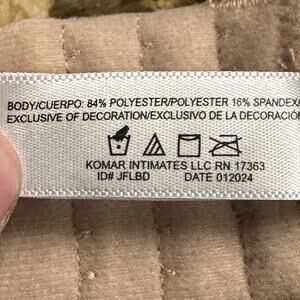 BODY/CUERPO: 84% POLYESTER/POLYESTER 16% SPANDEX/
EXCLUSIVE OF DECORATION/EXCLUSIVO DE LA DECORACIÓN
KOMAR INTIMATES LLC RN 17363
ID# JFLBD DATE 012024